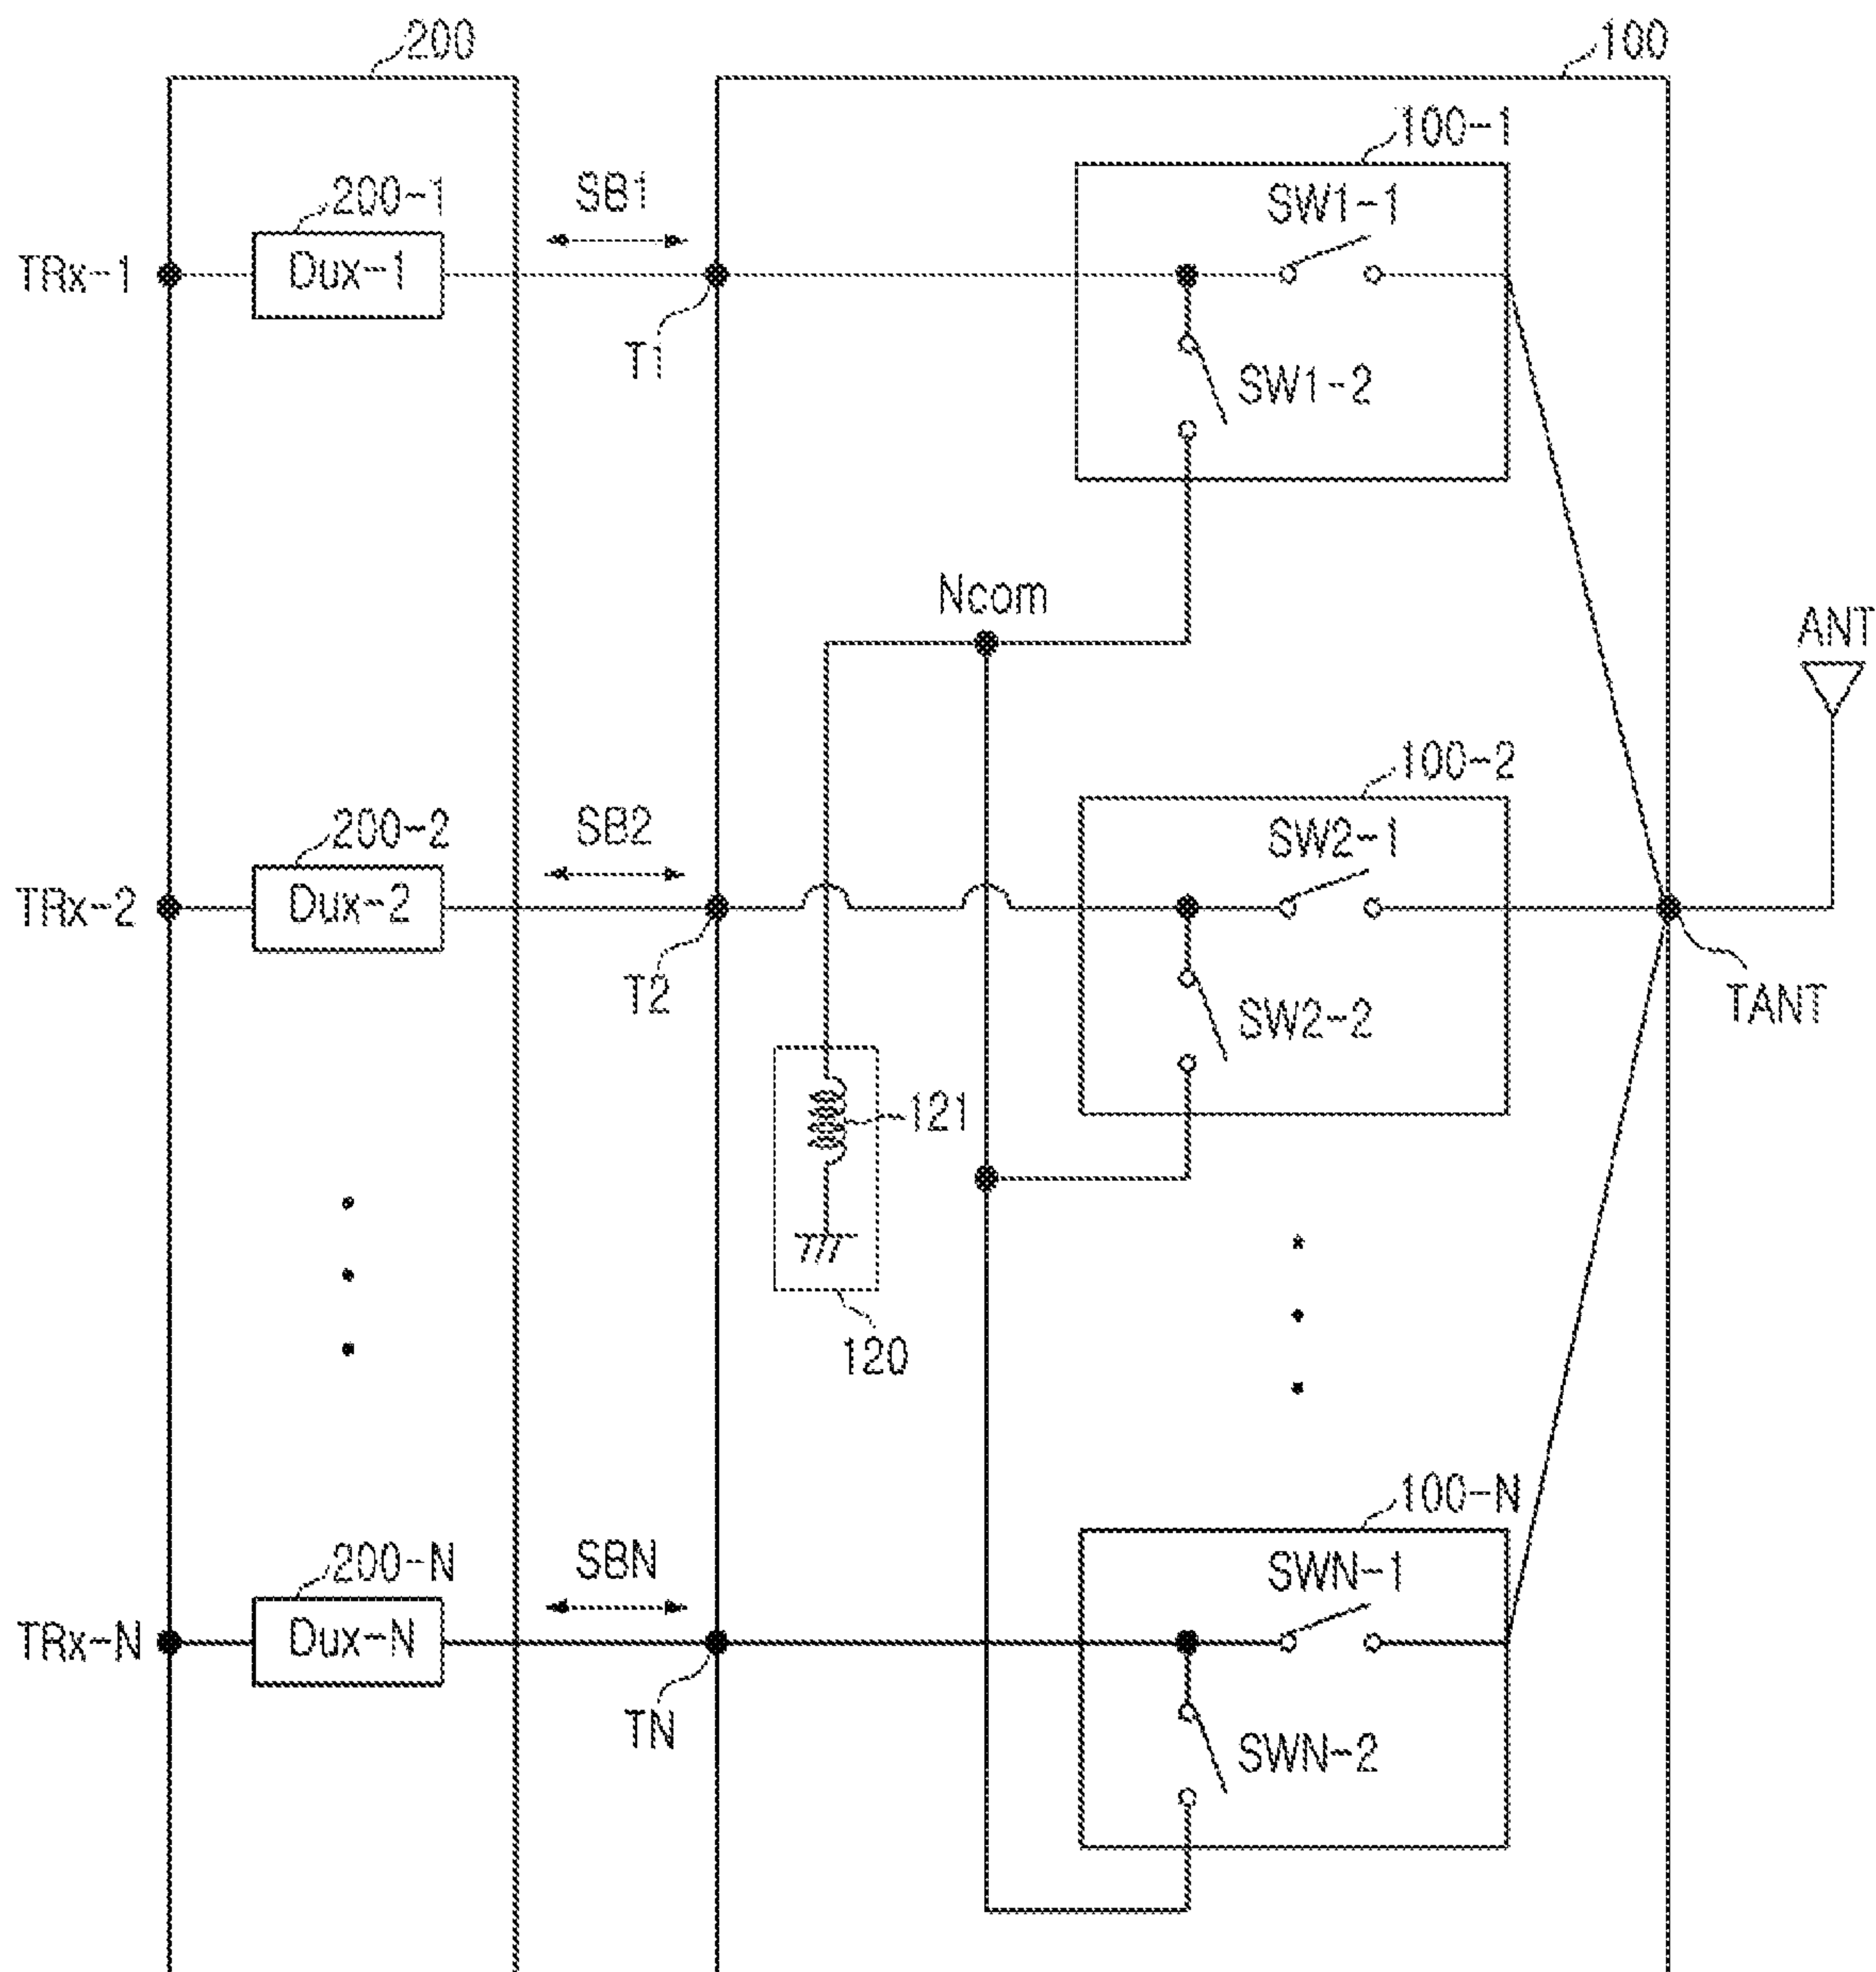 200
100
100-1
200-1
SB1
SW1-1
TRx-1
Dux-1
T1
SW1-2
Ncom
ANT
100-2
200-2
SB2
SW2-1
TRx-2
Dux-2
T2
SW2-2
TANT
121
120
100-N
200-N
SBN
SWN-1
TRx-N
Dux-N
TN
SWN-2